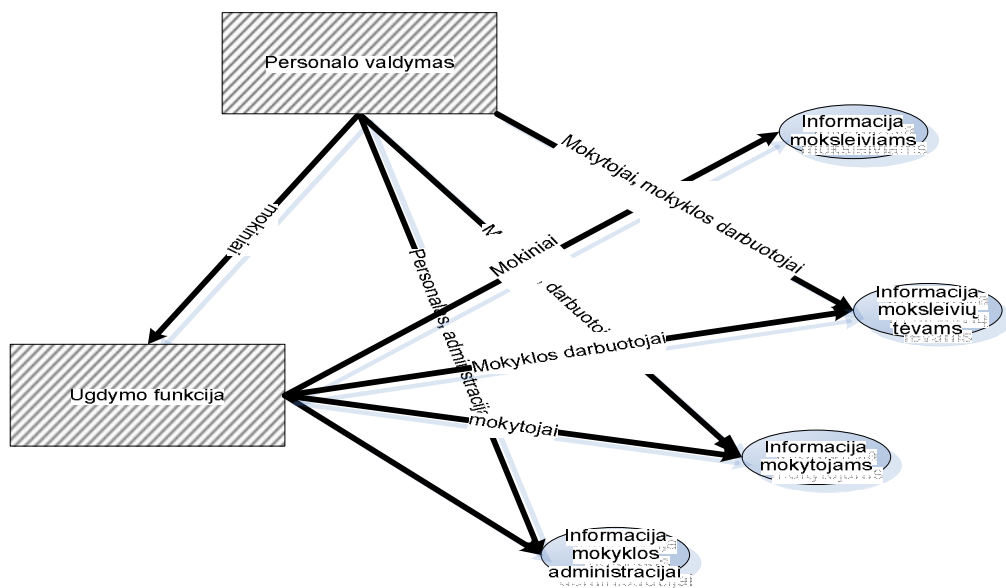 Personalo valdymas
Informacija
moksleiviams
Mokytojai, mokyklos darbuotojai
mokiniai
Mokiniai
Personalas, administracija
, darbuotoj
Informacija
moksleivių
tėvams
Mokyklos darbuotojai
Ugdymo funkcija
mokytojai
Informacija
mokytojams
Informacija
mokyklos
administracijai